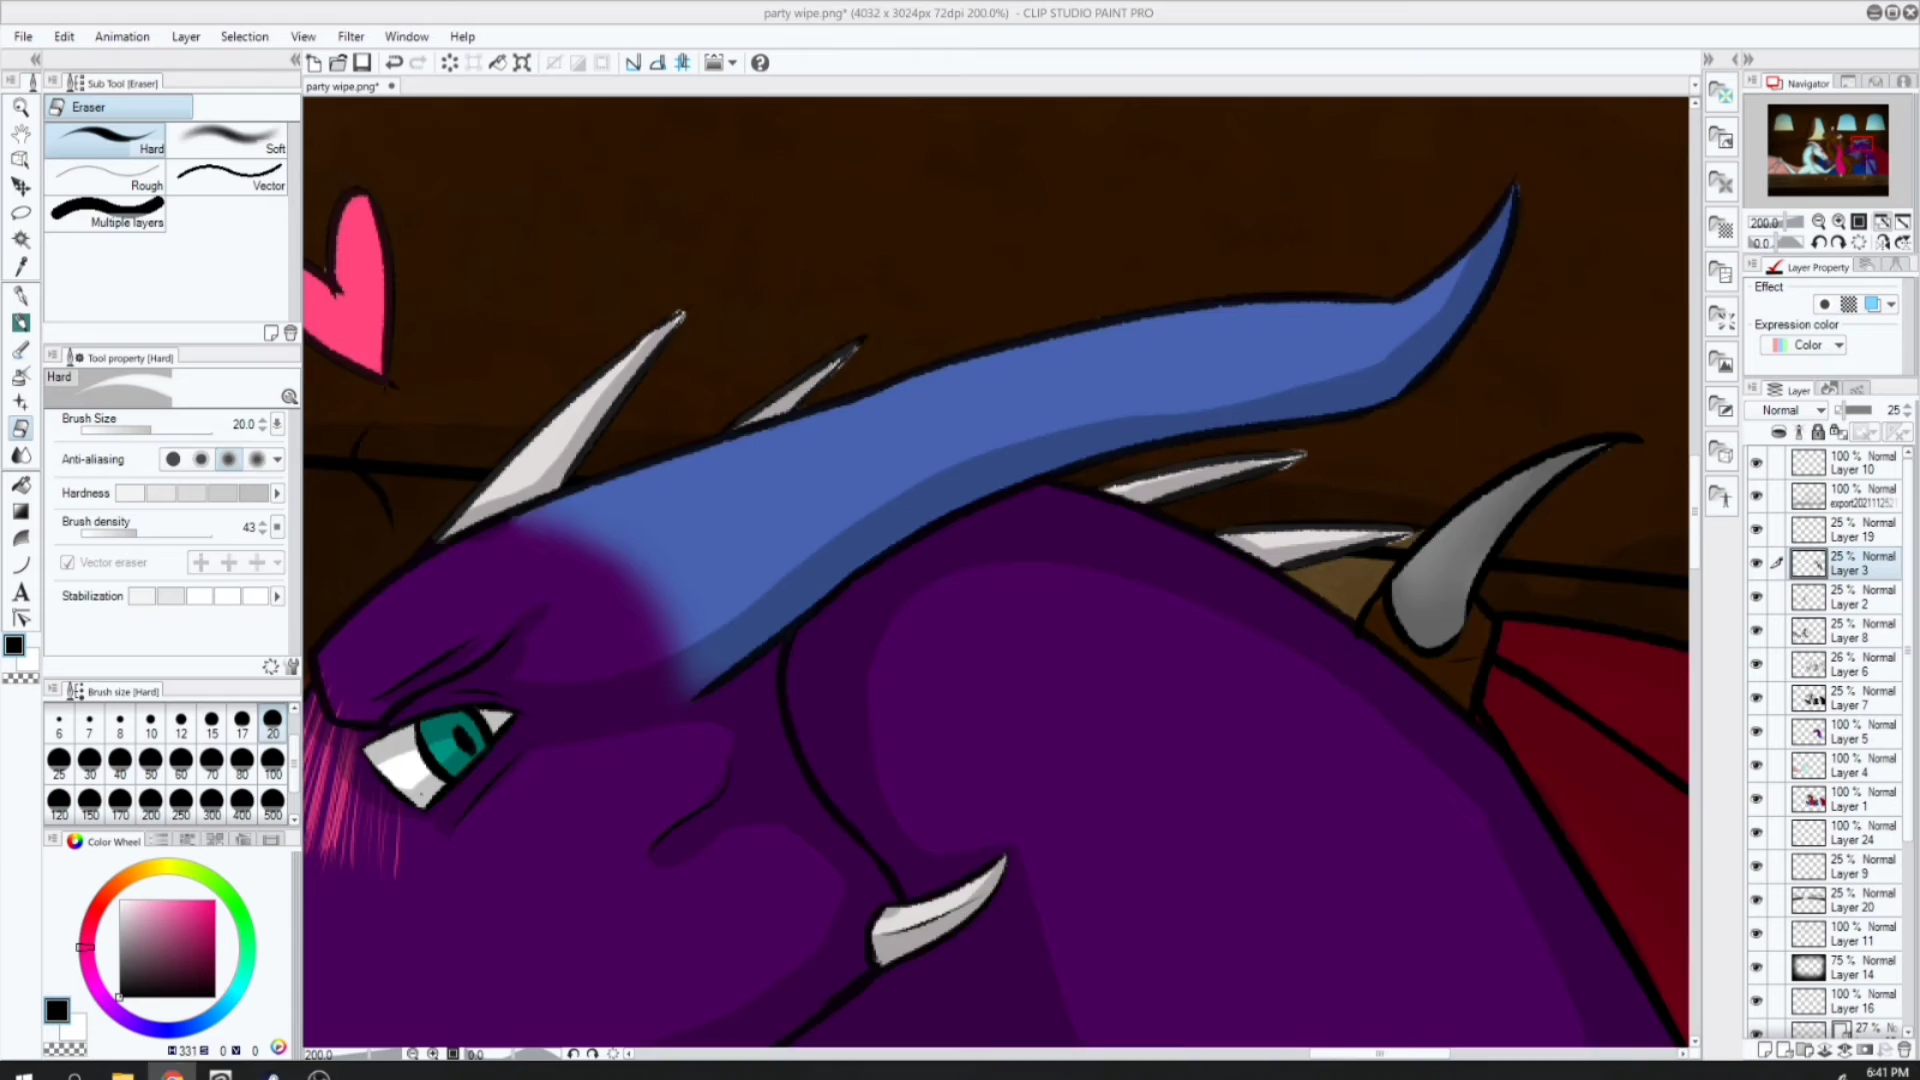 party wipe.png* (4032 x 3024px 72dpi 200.0%)  - CLIP STUDIO PAINT PRO
File Edit Animation Layer Selection View Filter Window Help
Sub Tool [Eraser]
party wipe.png*
Navigator
Eraser
Hard
Soft
Rough
Vector
Multiple layers
200.0
0.0
Layer Property
Effect
Expression color
Color
Tool property [Hard]
Hard
Brush Size 20.0
Anti-aliasing
Hardness
Brush density 43
Vector eraser
Stabilization
Layer
Normal 25
100 % Normal
Layer 10
100 % Normal
25 % Normal
Layer 19
25 % Normal
Layer 3
25 % Normal
Layer 2
25 % Normal
Layer 8
26 % Normal
Layer 6
25 % Normal
Layer 7
100 % Normal
Layer 5
100 % Normal
Layer 4
100 % Normal
Layer 1
100 % Normal
Layer 24
25 % Normal
Layer 9
25 % Normal
Layer 20
100 % Normal
Layer 11
75 % Normal
Layer 14
100 % Normal
Layer 16
27 %
Brush size [Hard]
6 7 8 10 12 15 17 20
25 30 40 50 60 70 80 100
120 150 170 200 250 300 400 500
Color Wheel
H 331 S 0 V 0
200.0
0.0
6:41 PM